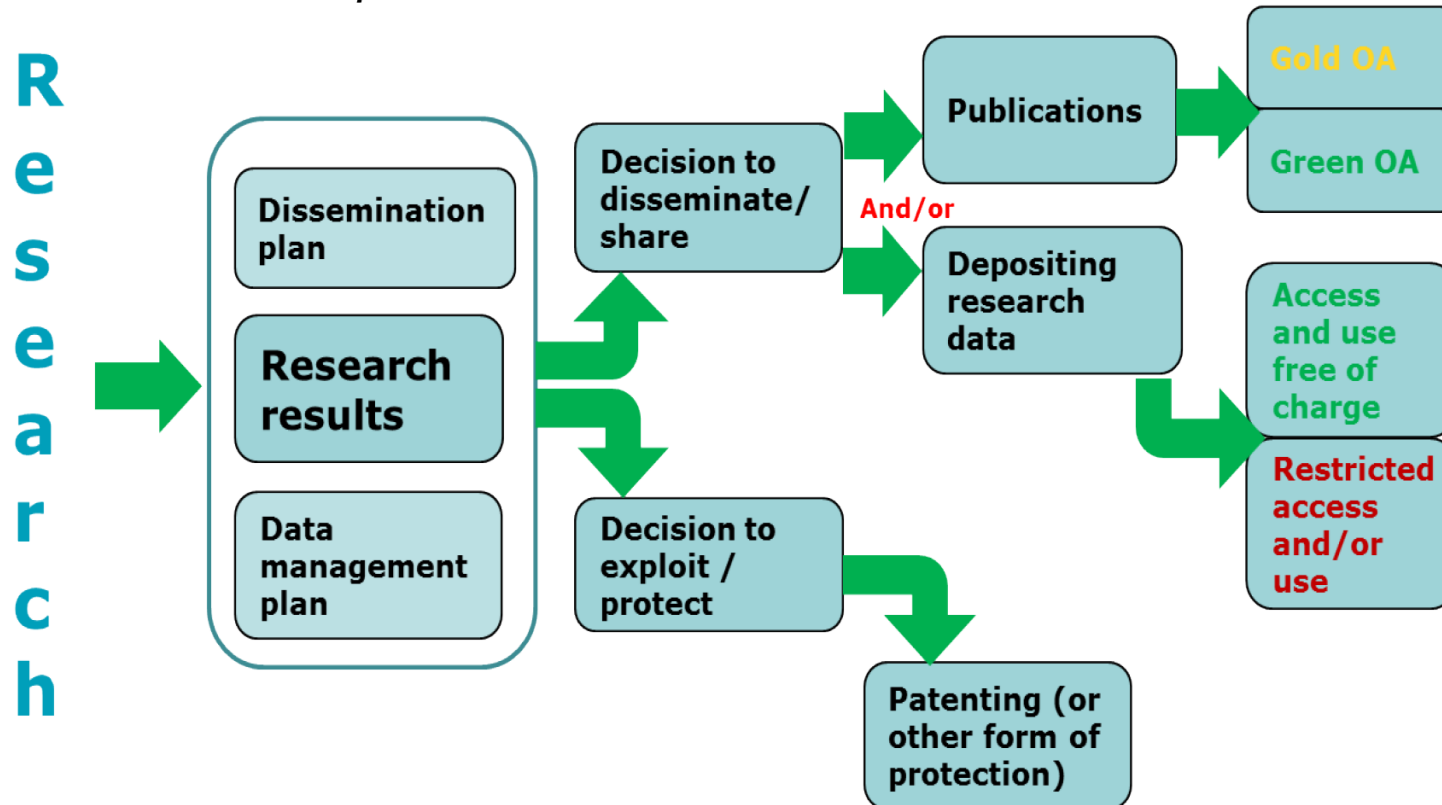 Research
Dissemination
plan
Research
results
Data
management
plan
Decision to
disseminate/
share
Decision to
exploit /
protect
And/or
Publications
Depositing
research
data
Patenting (or
other form of
protection)
Gold OA
Green OA
Access
and use
free of
charge
Restricted
access
and/or
use